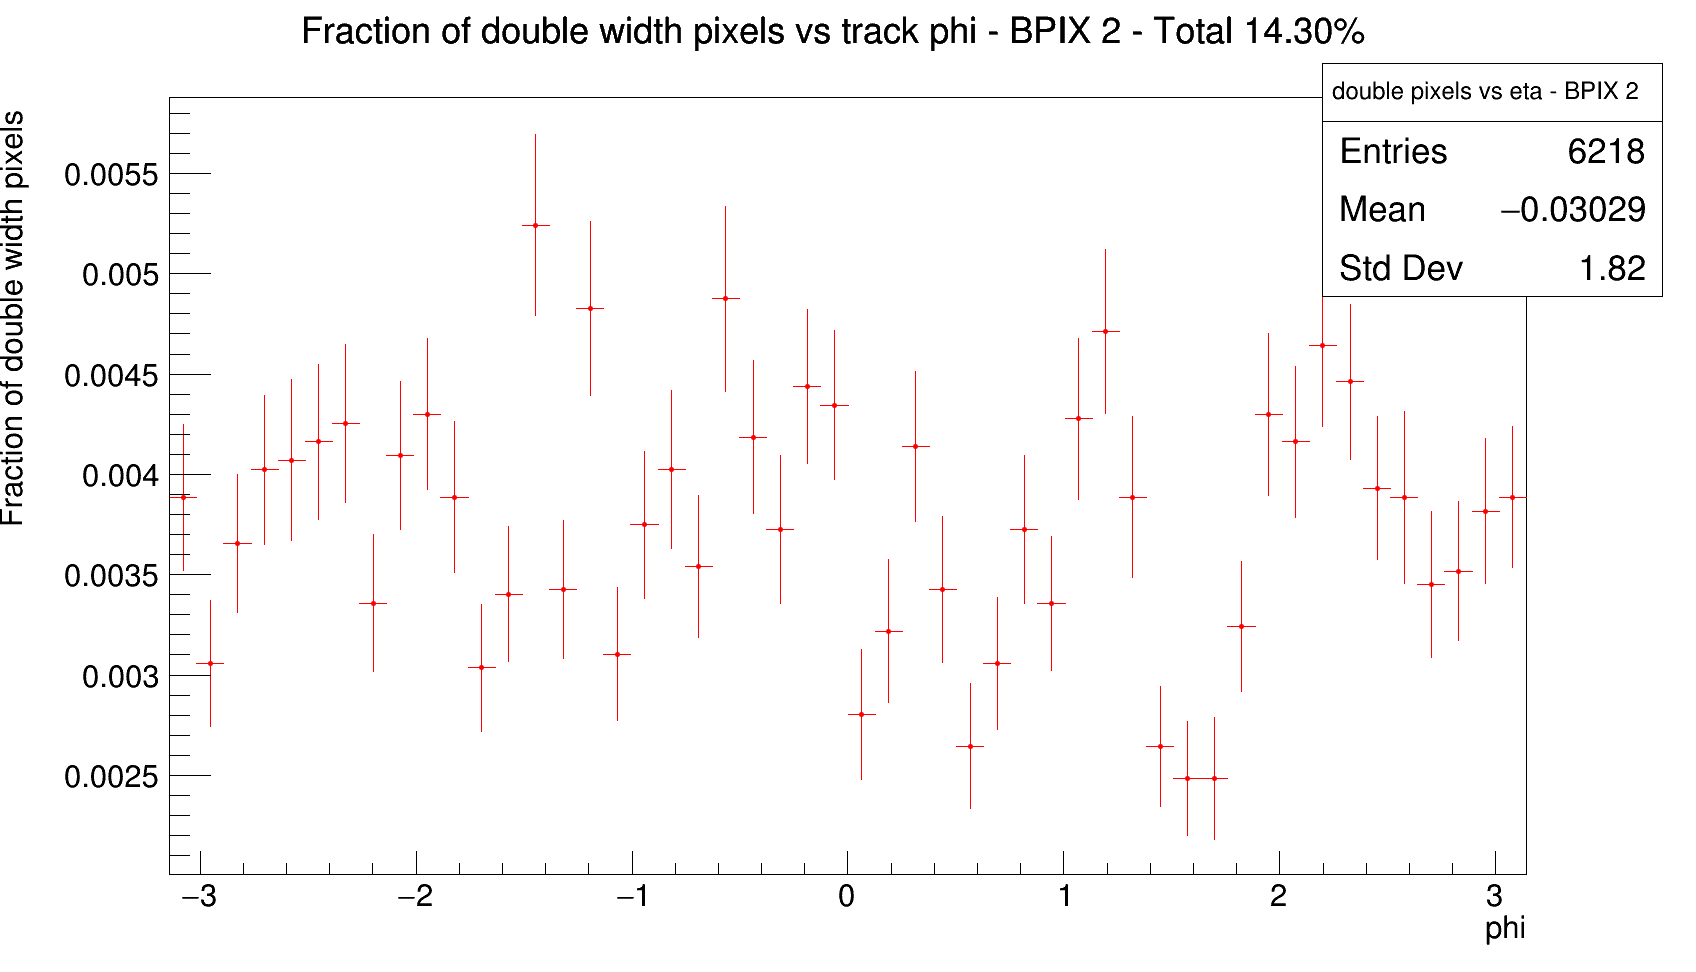 Fraction of double width pixels vs track phi - BPIX 2 - Total 14.30%
double pixels vs eta - BPIX 2
Entries 6218
Mean −0.03029
Std Dev 1.82
Fraction of double width pixels
0.0055
0.005
0.0045
0.004
0.0035
0.003
0.0025
−3 −2 −1 0 1 2 3
phi